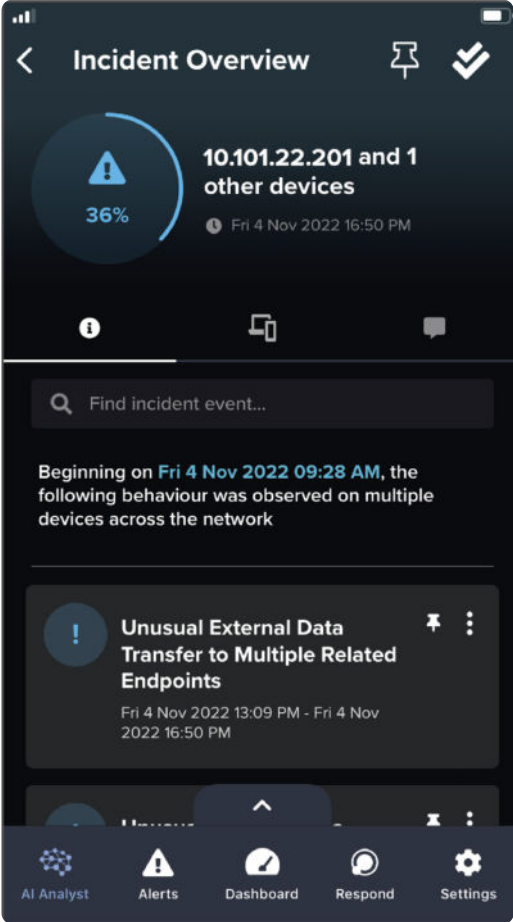 Incident Overview
36%
10.101.22.201 and 1
other devices
Fri 4 Nov 2022 16:50 PM
Find incident event...
Beginning on Fri 4 Nov 2022 09:28 AM, the
following behaviour was observed on multiple
devices across the network
Unusual External Data
Transfer to Multiple Related
Endpoints
Fri 4 Nov 2022 13:09 PM - Fri 4 Nov
2022 16:50 PM
AI Analyst
Alerts
Dashboard
Respond
Settings